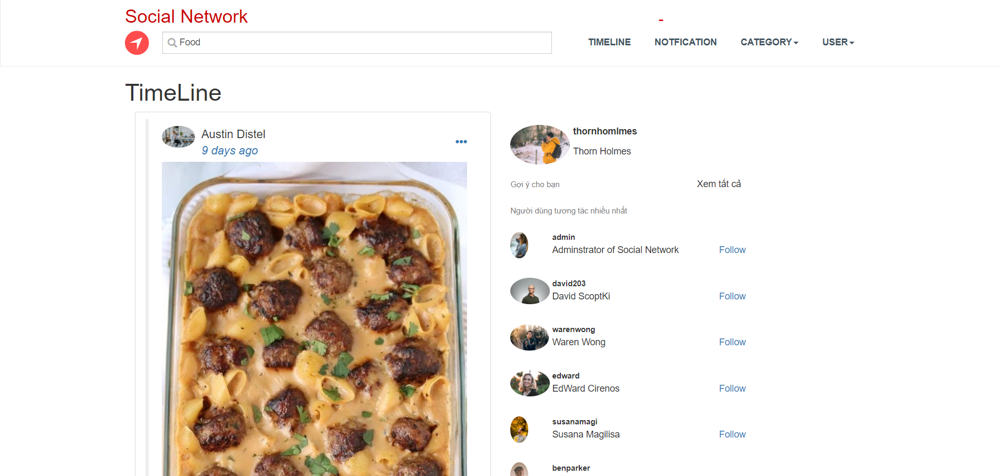 Social Network
-
Food
TIMELINE
NOTFICATION
CATEGORY
USER
TimeLine
Austin Distel
9 days ago
thornhomlmes
Thorn Holmes
Gợi ý cho bạn
Xem tất cả
Người dùng tương tác nhiều nhất
admin
Adminstrator of Social Network
Follow
david203
David ScoptKi
Follow
warenwong
Waren Wong
Follow
edward
EdWard Cirenos
Follow
susanamagi
Susana Magilisa
Follow
benparker